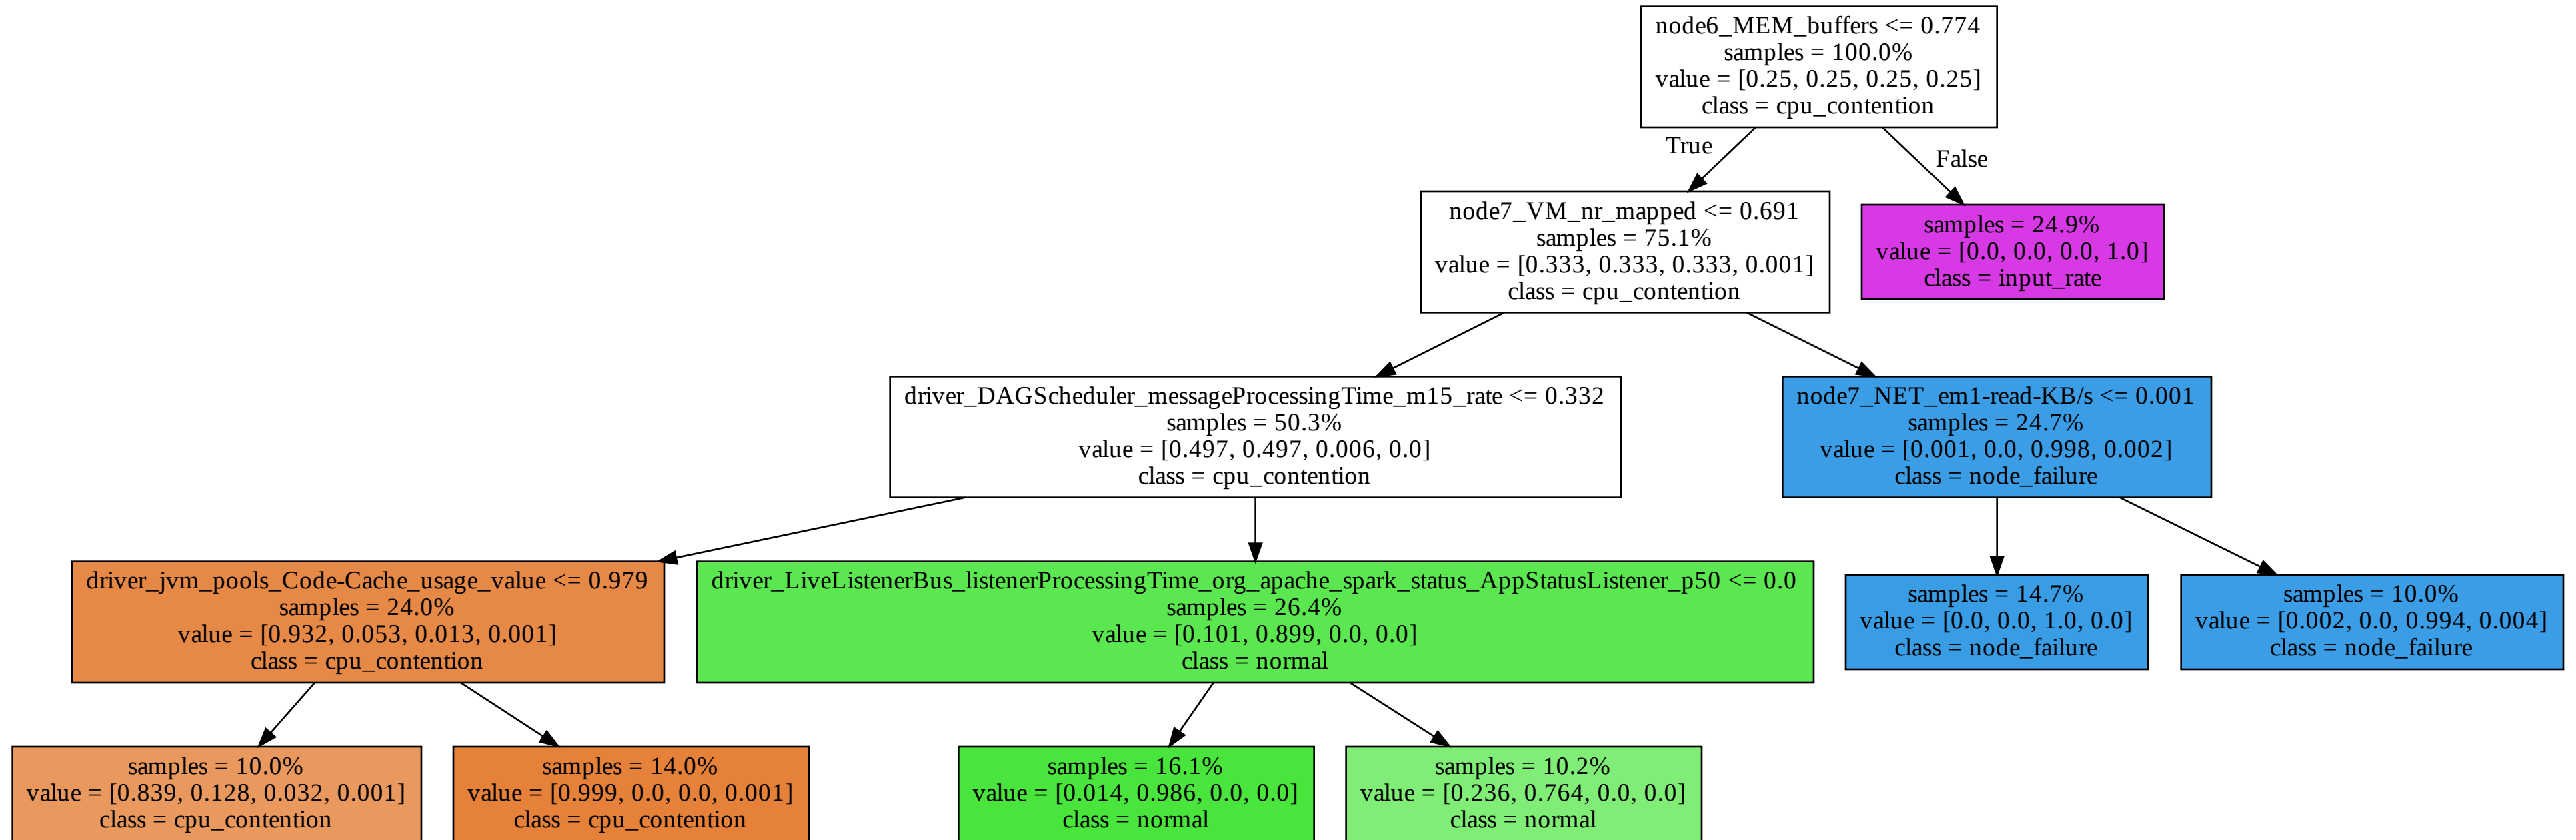 node6_MEM_buffers <= 0.774
samples = 100.0%
value = [0.25, 0.25, 0.25, 0.25]
class = cpu_contention
True
False
node7_VM_nr_mapped <= 0.691
samples = 75.1%
value = [0.333, 0.333, 0.333, 0.001]
class = cpu_contention
samples = 24.9%
value = [0.0, 0.0, 0.0, 1.0]
class = input_rate
driver_DAGScheduler_messageProcessingTime_m15_rate <= 0.332
samples = 50.3%
value = [0.497, 0.497, 0.006, 0.0]
class = cpu_contention
node7_NET_em1-read-KB/s <= 0.001
samples = 24.7%
value = [0.001, 0.0, 0.998, 0.002]
class = node_failure
driver_jvm_pools_Code-Cache_usage_value <= 0.979
samples = 24.0%
value = [0.932, 0.053, 0.013, 0.001]
class = cpu_contention
driver_LiveListenerBus_listenerProcessingTime_org_apache_spark_status_AppStatusListener_p50 <= 0.0
samples = 26.4%
value = [0.101, 0.899, 0.0, 0.0]
class = normal
samples = 14.7%
value = [0.0, 0.0, 1.0, 0.0]
class = node_failure
samples = 10.0%
value = [0.002, 0.0, 0.994, 0.004]
class = node_failure
samples = 10.0%
value = [0.839, 0.128, 0.032, 0.001]
class = cpu_contention
samples = 14.0%
value = [0.999, 0.0, 0.0, 0.001]
class = cpu_contention
samples = 16.1%
value = [0.014, 0.986, 0.0, 0.0]
class = normal
samples = 10.2%
value = [0.236, 0.764, 0.0, 0.0]
class = normal